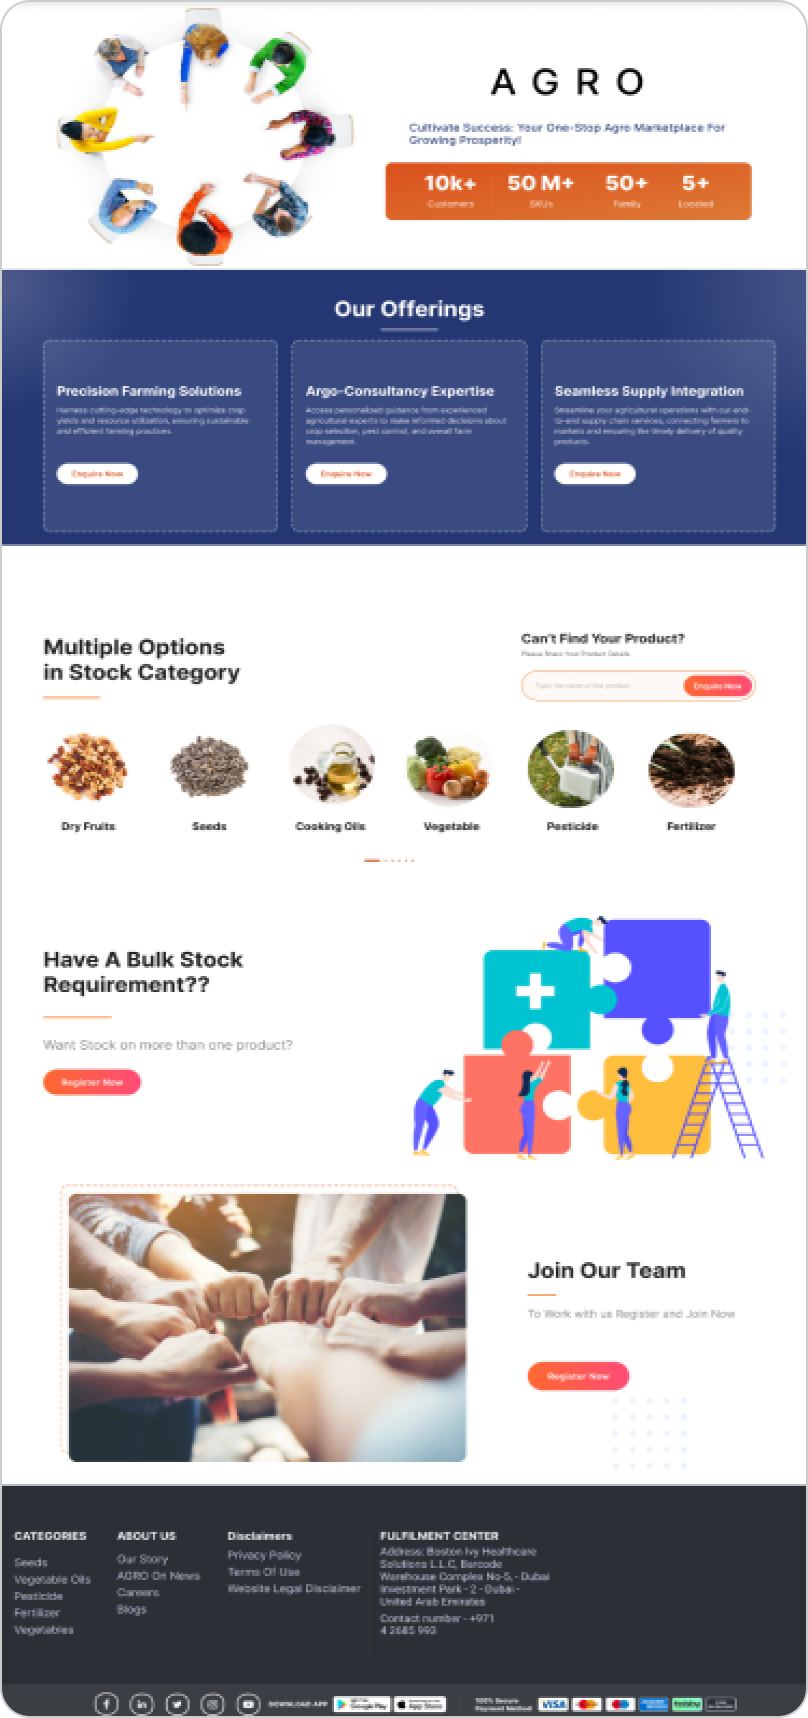 AGRO
Cultivate Success: Your One-Stop Agro Marketplace For
Growing Prosperity!
10k+ 50 M+ 50+ 5+
Customers SKUs Family Located
Our Offerings
Precision Farming Solutions
Harness cutting-edge technology to optimize crop
yields and resource utilization, ensuring sustainable
and efficient farming practices.
Enquire Now
Argo-Consultancy Expertise
Access personalized guidance from experienced
agricultural experts to make informed decisions about
crop selection, pest control, and overall farm
management.
Enquire Now
Seamless Supply Integration
Streamline your agricultural operations with our end-
to-end supply chain services, connecting farmers to
markets and ensuring the timely delivery of quality
products.
Enquire Now
Multiple Options
in Stock Category
Can't Find Your Product?
Please Share Your Product Details
Type the name of the product
Enquire Now
Dry Fruits Seeds Cooking Oils Vegetable Pesticide Fertilizer
Have A Bulk Stock
Requirement??
Want Stock on more than one product?
Register Now
Join Our Team
To Work with us Register and Join Now
Register Now
CATEGORIES
Seeds
Vegetable Oils
Pesticide
Fertilizer
Vegetables
ABOUT US
Our Story
AGRO On News
Careers
Blogs
Disclaimers
Privacy Policy
Terms Of Use
Website Legal Disclaimer
FULFILMENT CENTER
Address: Boston Ivy Healthcare
Solutions L.L.C, Barcode
Warehouse Complex No-5, - Dubai
Investment Park - 2 - Dubai -
United Arab Emirates
Contact number - +971
4 2685 993
DOWNLOAD APP
Google Play
App Store
100% Secure
Payment Method
VISA
tabby